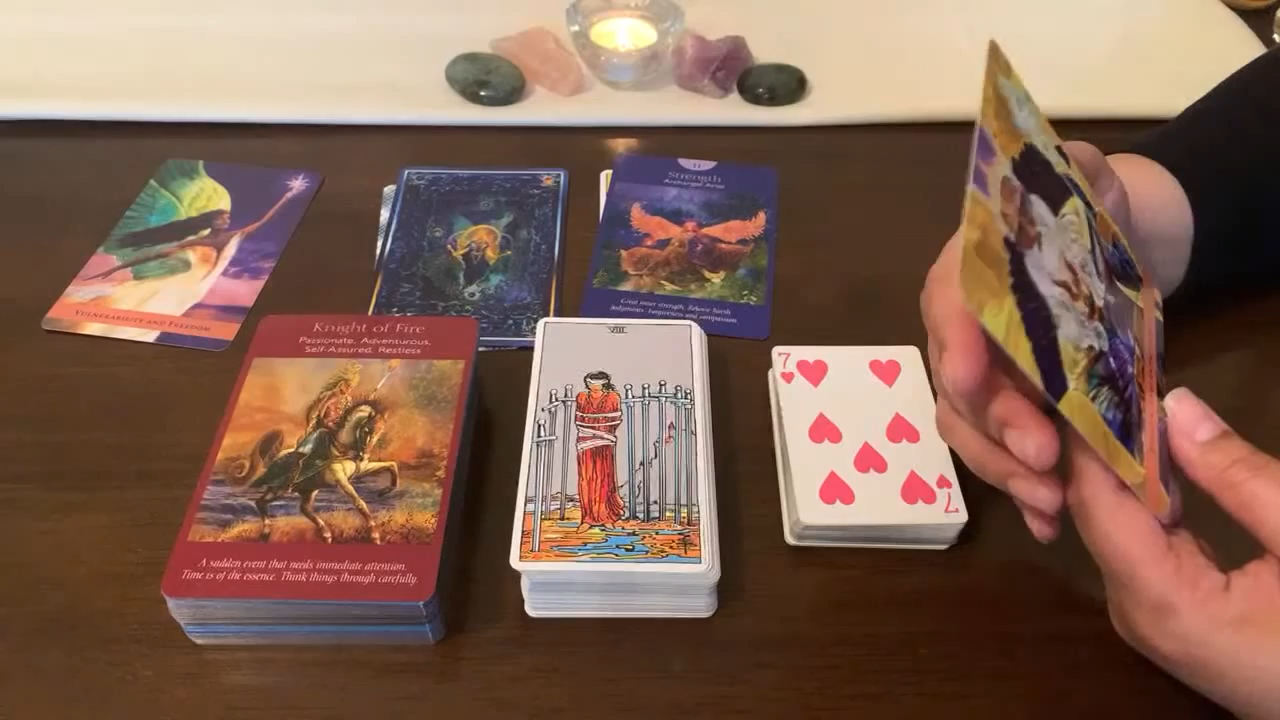 VULNERABILITY AND FREEDOM
11
Strength
Archangel Ariel
Great inner strength. Release harsh
judgments. Forgiveness and compassion.
Knight of Fire
Passionate, Adventurous,
Self-Assured, Restless
A sudden event that needs immediate attention.
Time is of the essence. Think things through carefully.
VIII
7
7